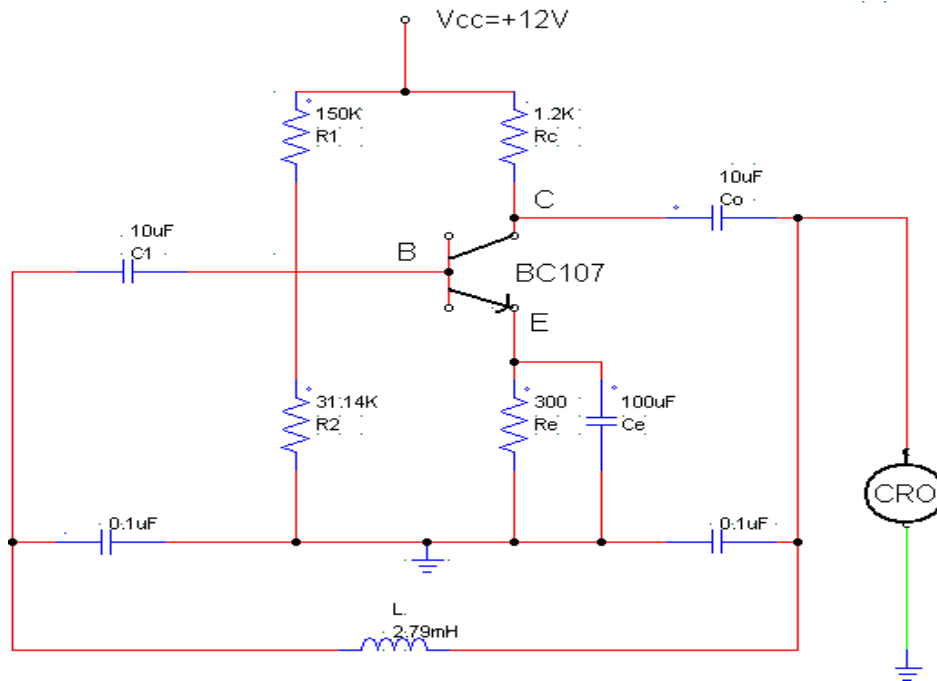 Vcc=+12V
150K
R1
1.2K
Rc
10uF
Co
C
10uF
C1
B
BC107
E
31.14K
R2
300
Re
100uF
Ce
CRO
0.1uF
0.1uF
L
2.79mH